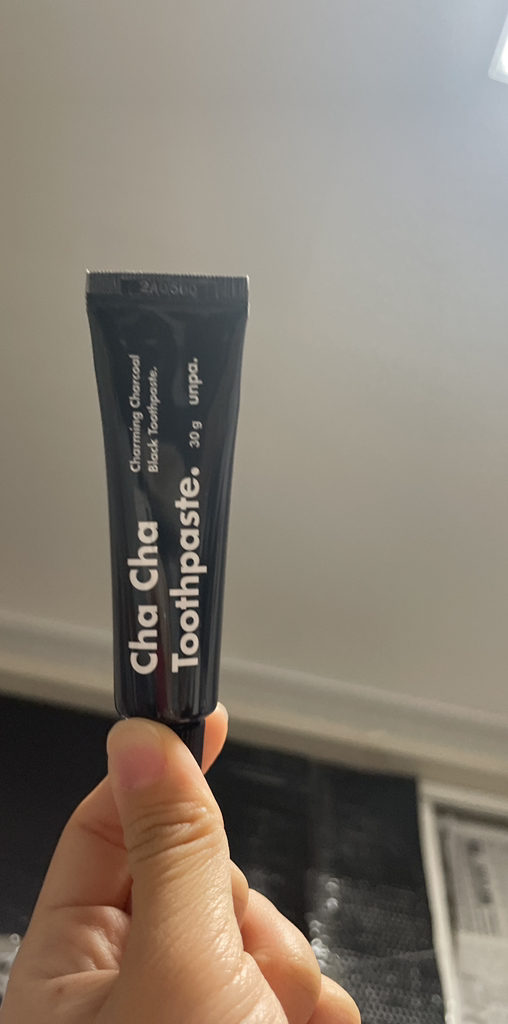 Cha Cha
Toothpaste.
Charming Charcoal
Black Toothpaste.
30 g unpa.